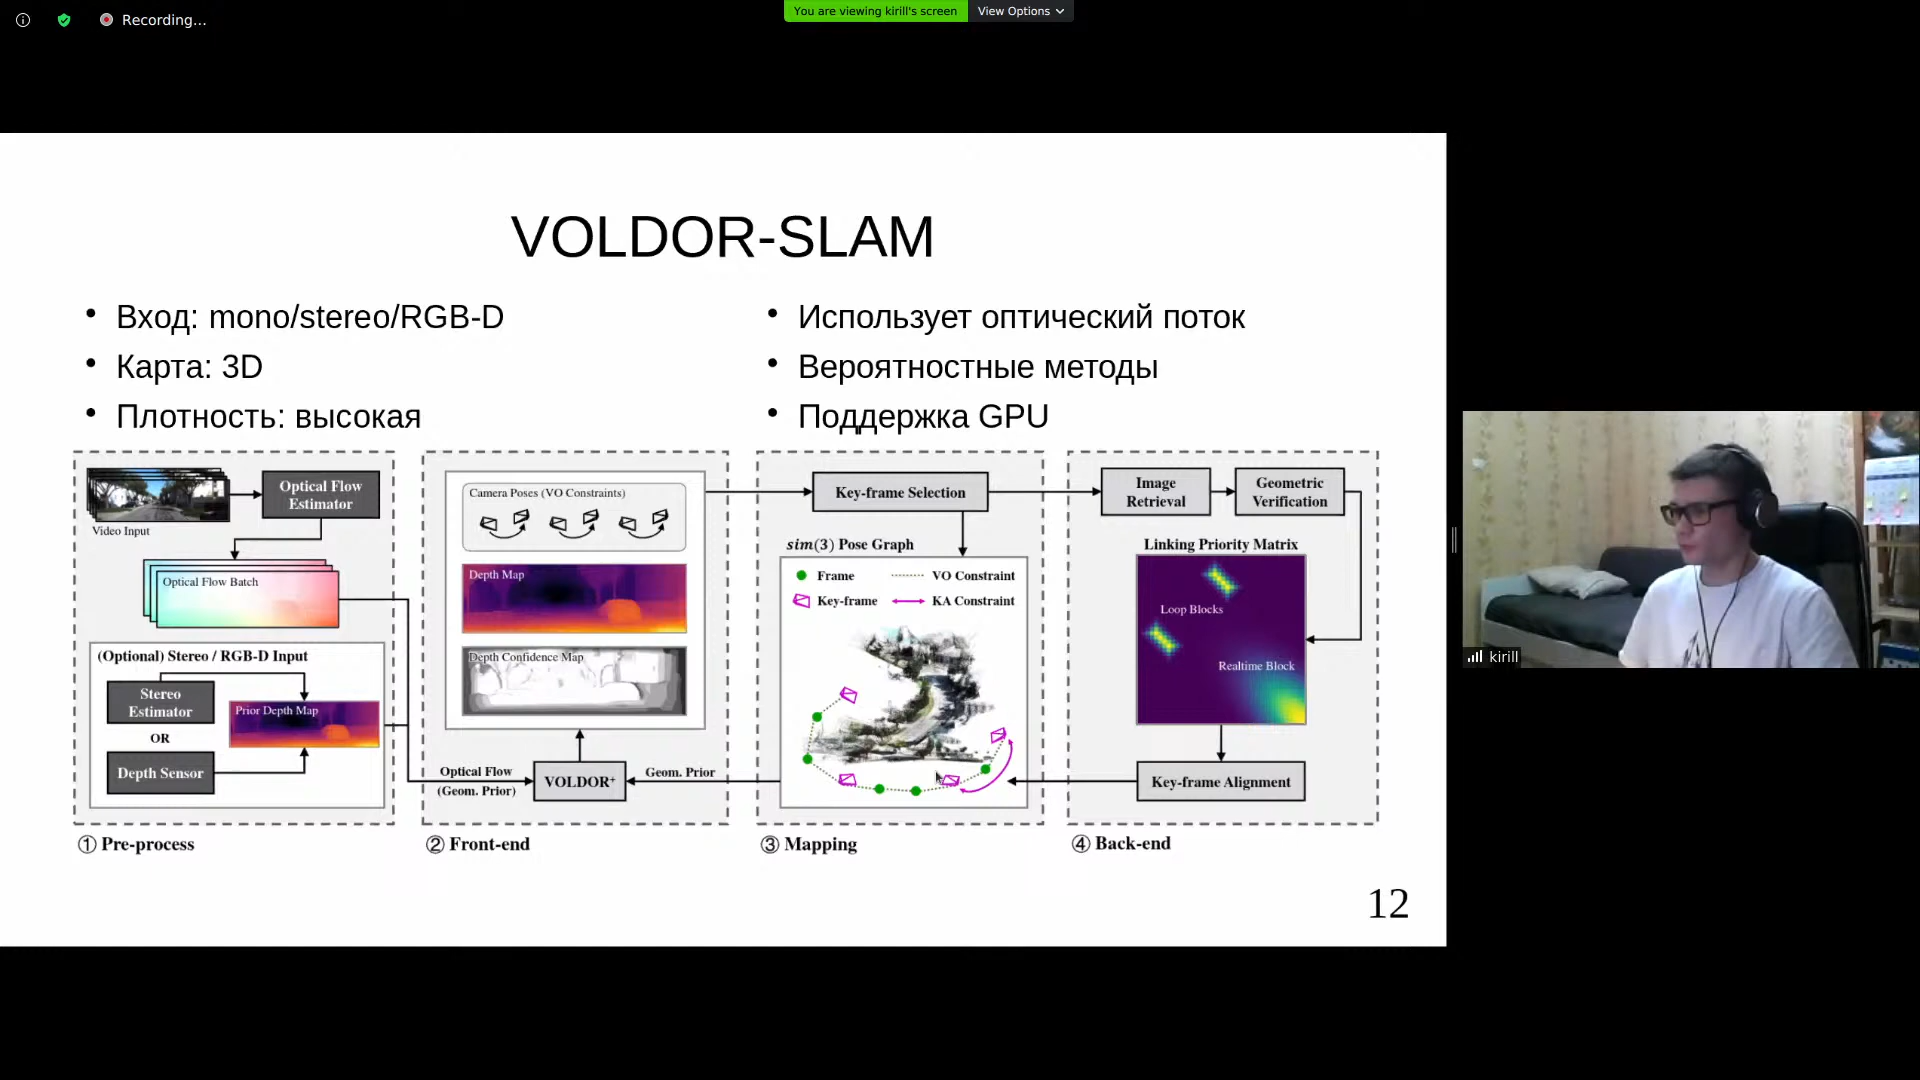 Recording...
You are viewing kirill's screen
View Options
VOLDOR-SLAM
• Вход: mono/stereo/RGB-D
• Карта: 3D
• Плотность: высокая
• Использует оптический поток
• Вероятностные методы
• Поддержка GPU
Video Input
Optical Flow
Estimator
Optical Flow Batch
(Optional) Stereo / RGB-D Input
Stereo
Estimator
OR
Depth Sensor
Prior Depth Map
① Pre-process
Camera Poses (VO Constraints)
Depth Map
Depth Confidence Map
Optical Flow
(Geom. Prior)
VOLDOR⁺
Geom. Prior
② Front-end
Key-frame Selection
sim(3) Pose Graph
Frame
VO Constraint
Key-frame
KA Constraint
③ Mapping
Image
Retrieval
Geometric
Verification
Linking Priority Matrix
Loop Blocks
Realtime Block
Key-frame Alignment
④ Back-end
12
kirill